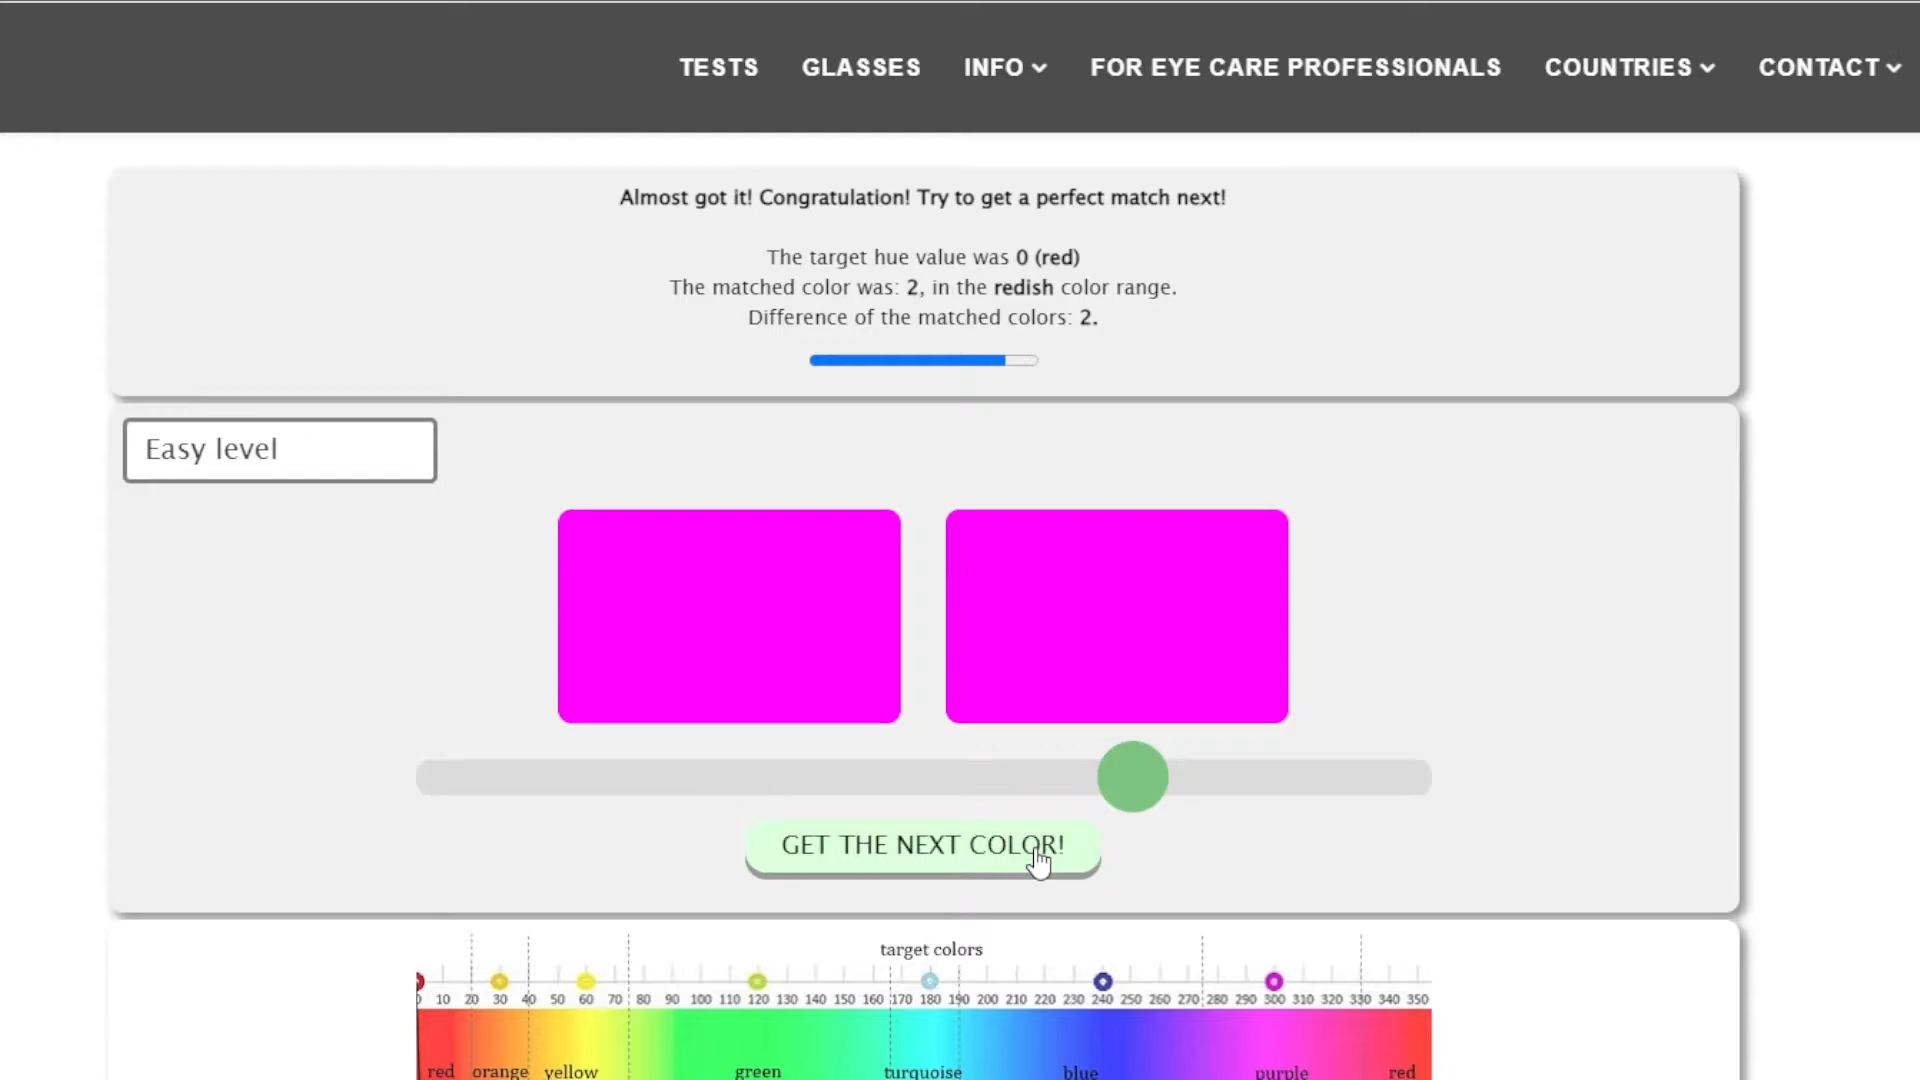 TESTS GLASSES INFO FOR EYE CARE PROFESSIONALS COUNTRIES CONTACT
Almost got it! Congratulation! Try to get a perfect match next!
The target hue value was 0 (red)
The matched color was: 2, in the redish color range.
Difference of the matched colors: 2.
Easy level
GET THE NEXT COLOR!
target colors
0 10 20 30 40 50 60 70 80 90 100 110 120 130 140 150 160 170 180 190 200 210 220 230 240 250 260 270 280 290 300 310 320 330 340 350
red orange yellow green turquoise blue purple red